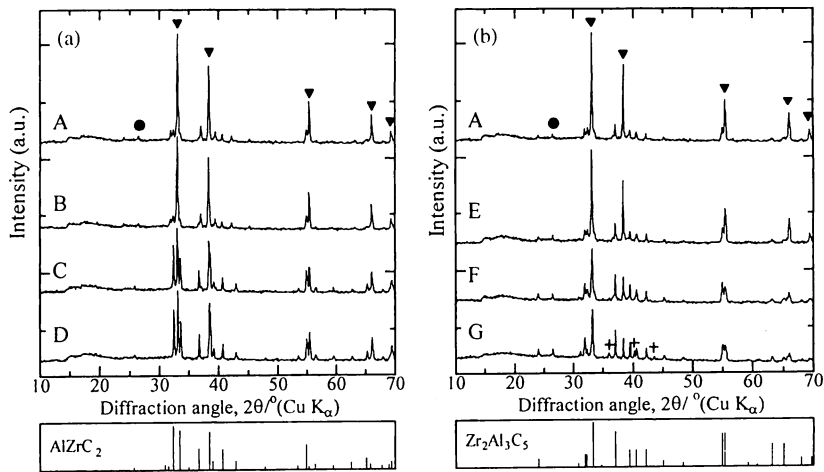 (a)
A
B
C
D
Intensity (a.u.)
10 20 30 40 50 60 70
Diffraction angle, 2θ/°(Cu Kα)
AlZrC2
(b)
A
E
F
G
Intensity (a.u.)
10 20 30 40 50 60 70
Diffraction angle, 2θ/ °(Cu Kα)
Zr2Al3C5